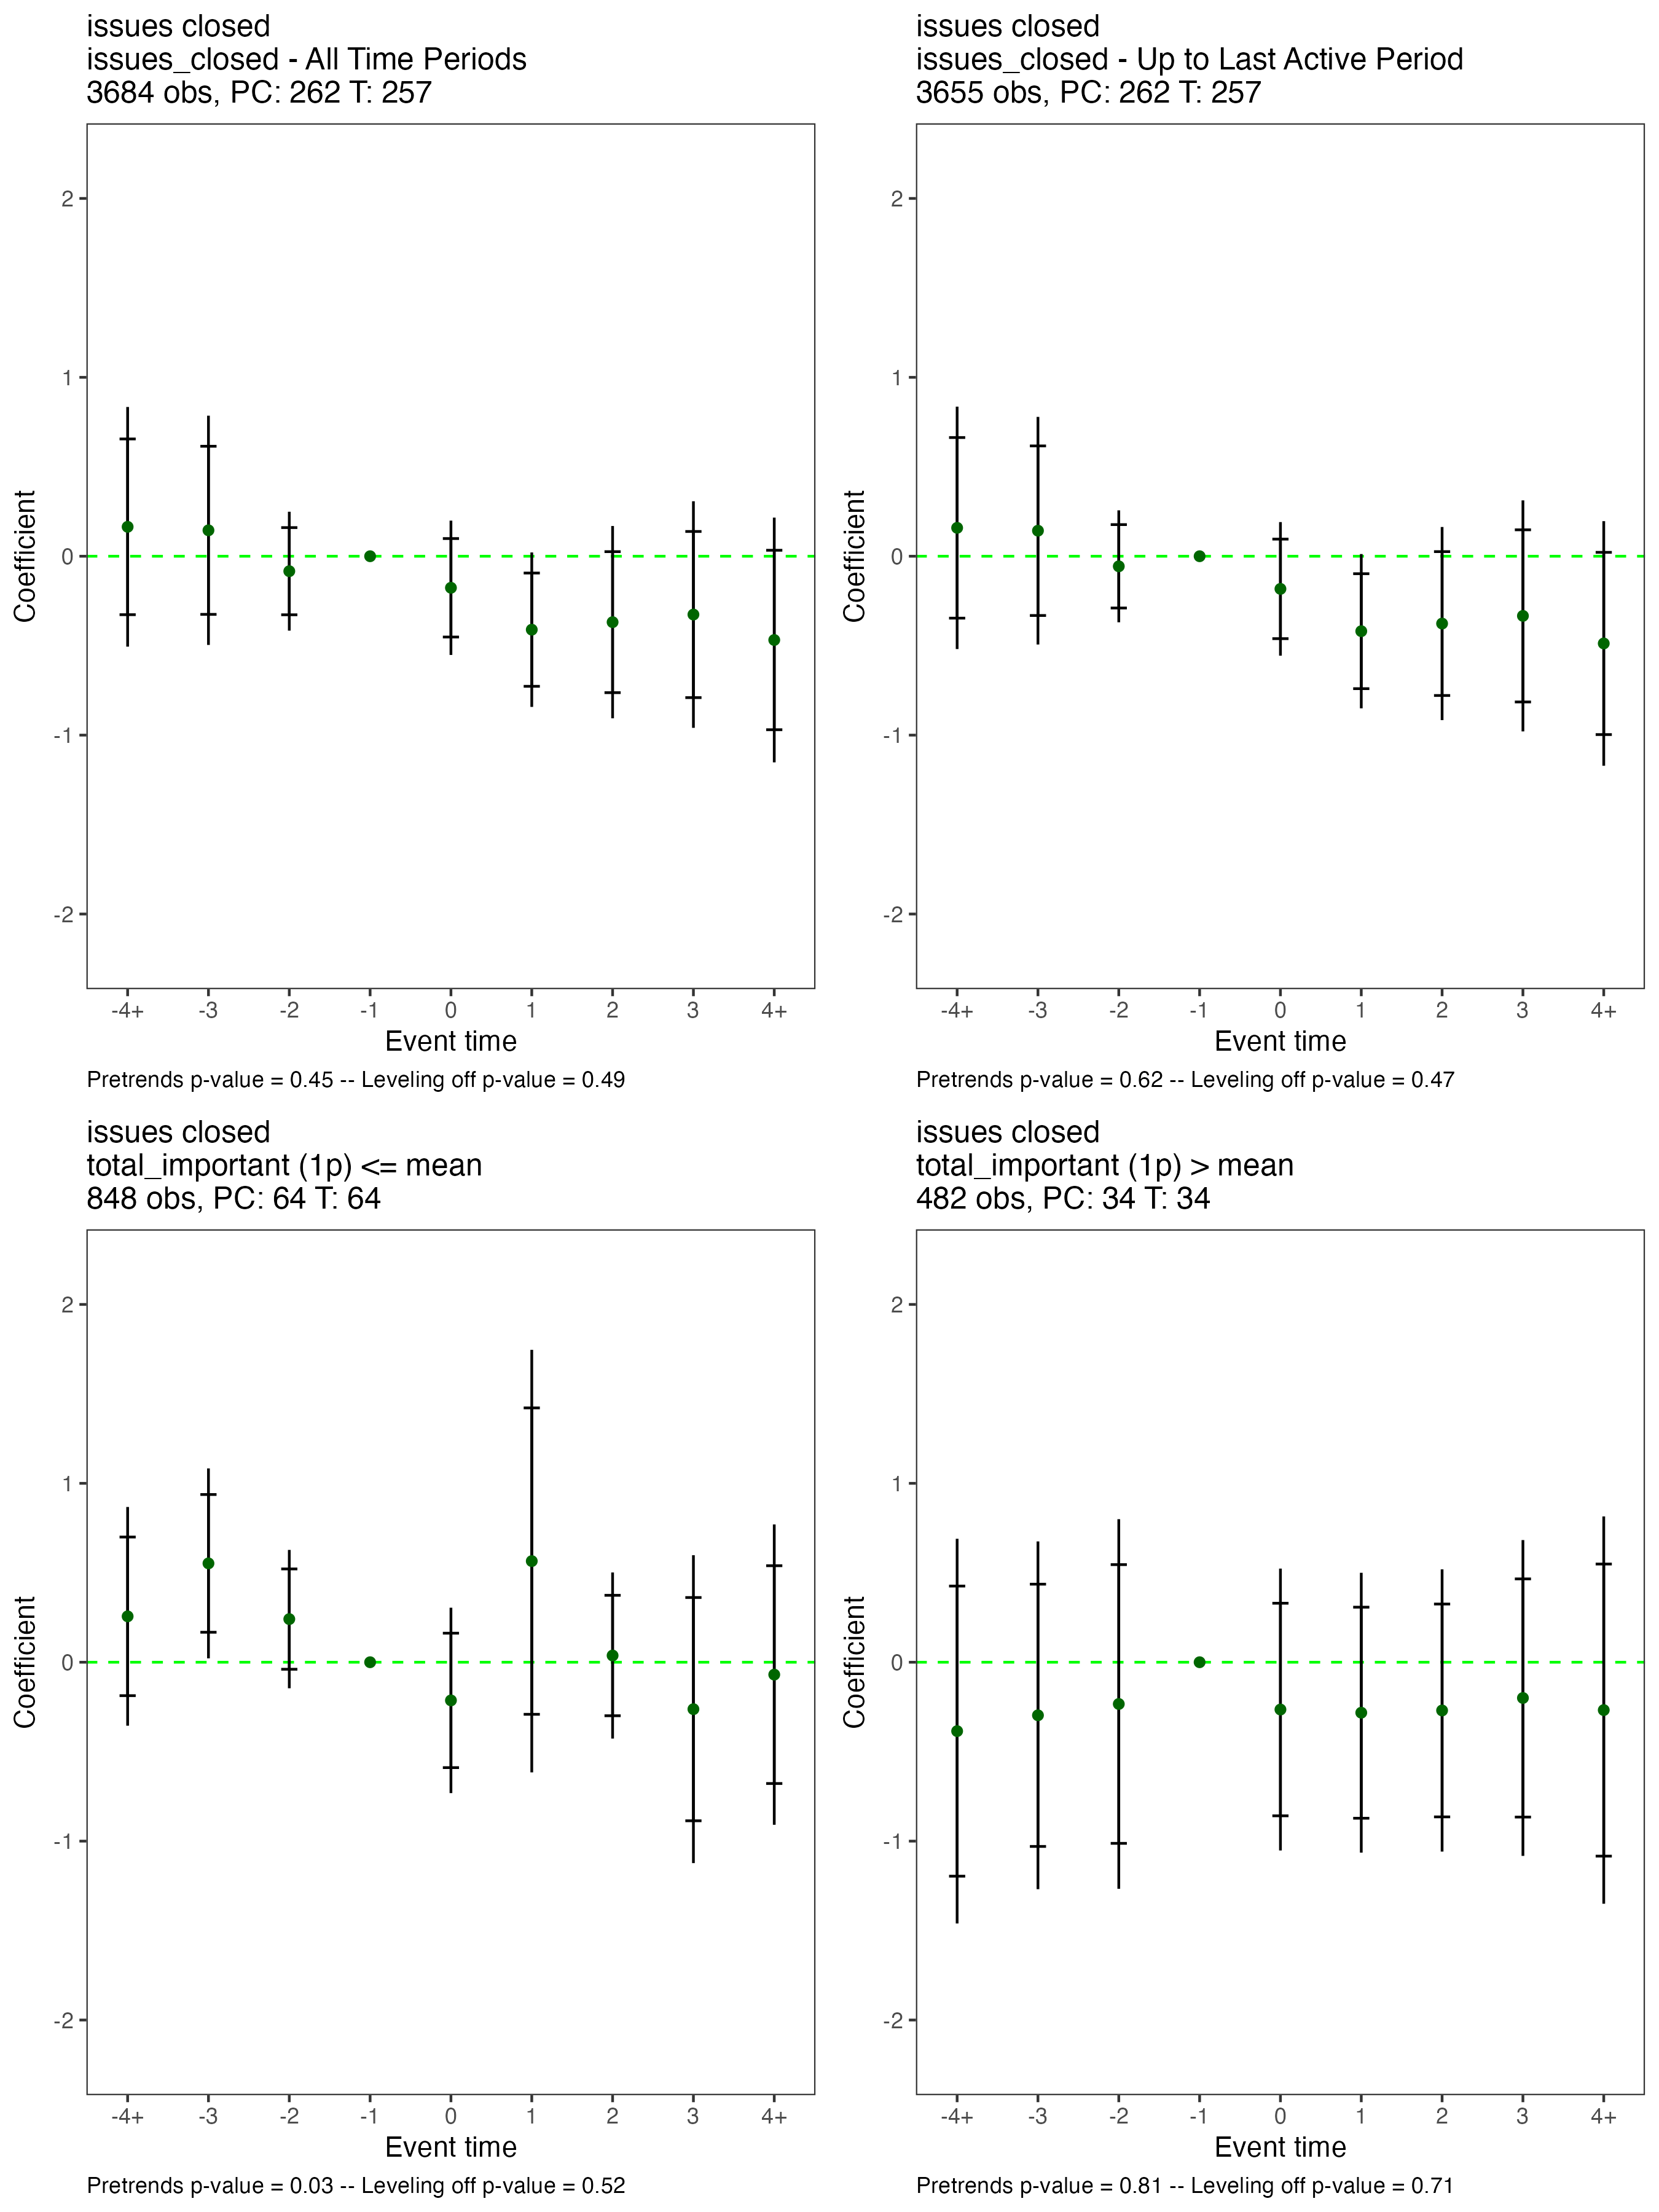 issues closed
issues_closed - All Time Periods
3684 obs, PC: 262 T: 257
Coefficient
2
1
0
-1
-2
-4+ -3 -2 -1 0 1 2 3 4+
Event time
Pretrends p-value = 0.45 -- Leveling off p-value = 0.49
issues closed
issues_closed - Up to Last Active Period
3655 obs, PC: 262 T: 257
Coefficient
2
1
0
-1
-2
-4+ -3 -2 -1 0 1 2 3 4+
Event time
Pretrends p-value = 0.62 -- Leveling off p-value = 0.47
issues closed
total_important (1p) <= mean
848 obs, PC: 64 T: 64
Coefficient
2
1
0
-1
-2
-4+ -3 -2 -1 0 1 2 3 4+
Event time
Pretrends p-value = 0.03 -- Leveling off p-value = 0.52
issues closed
total_important (1p) > mean
482 obs, PC: 34 T: 34
Coefficient
2
1
0
-1
-2
-4+ -3 -2 -1 0 1 2 3 4+
Event time
Pretrends p-value = 0.81 -- Leveling off p-value = 0.71